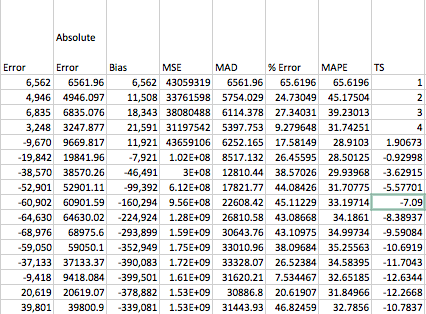 Absolute
Error Error Bias MSE MAD % Error MAPE TS
6,562 6561.96 6,562 43059319 6561.96 65.6196 65.6196 1
4,946 4946.097 11,508 33761598 5754.029 24.73049 45.17504 2
6,835 6835.076 18,343 38080488 6114.378 27.34031 39.23013 3
3,248 3247.877 21,591 31197542 5397.753 9.279648 31.74251 4
-9,670 9669.817 11,921 43659106 6252.165 17.58149 28.9103 1.90673
-19,842 19841.96 -7,921 1.02E+08 8517.132 26.45595 28.50125 -0.92998
-38,570 38570.26 -46,491 3E+08 12810.44 38.57026 29.93968 -3.62915
-52,901 52901.11 -99,392 6.12E+08 17821.77 44.08426 31.70775 -5.57701
-60,902 60901.59 -160,294 9.56E+08 22608.42 45.11229 33.19714 -7.09
-64,630 64630.02 -224,924 1.28E+09 26810.58 43.08668 34.1861 -8.38937
-68,976 68975.6 -293,899 1.59E+09 30643.76 43.10975 34.99734 -9.59084
-59,050 59050.1 -352,949 1.75E+09 33010.96 38.09684 35.25563 -10.6919
-37,133 37133.37 -390,083 1.72E+09 33328.07 26.52384 34.58395 -11.7043
-9,418 9418.084 -399,501 1.61E+09 31620.21 7.534467 32.65185 -12.6344
20,619 20619.07 -378,882 1.53E+09 30886.8 20.61907 31.84966 -12.2668
39,801 39800.9 -339,081 1.53E+09 31443.93 46.82459 32.7856 -10.7837